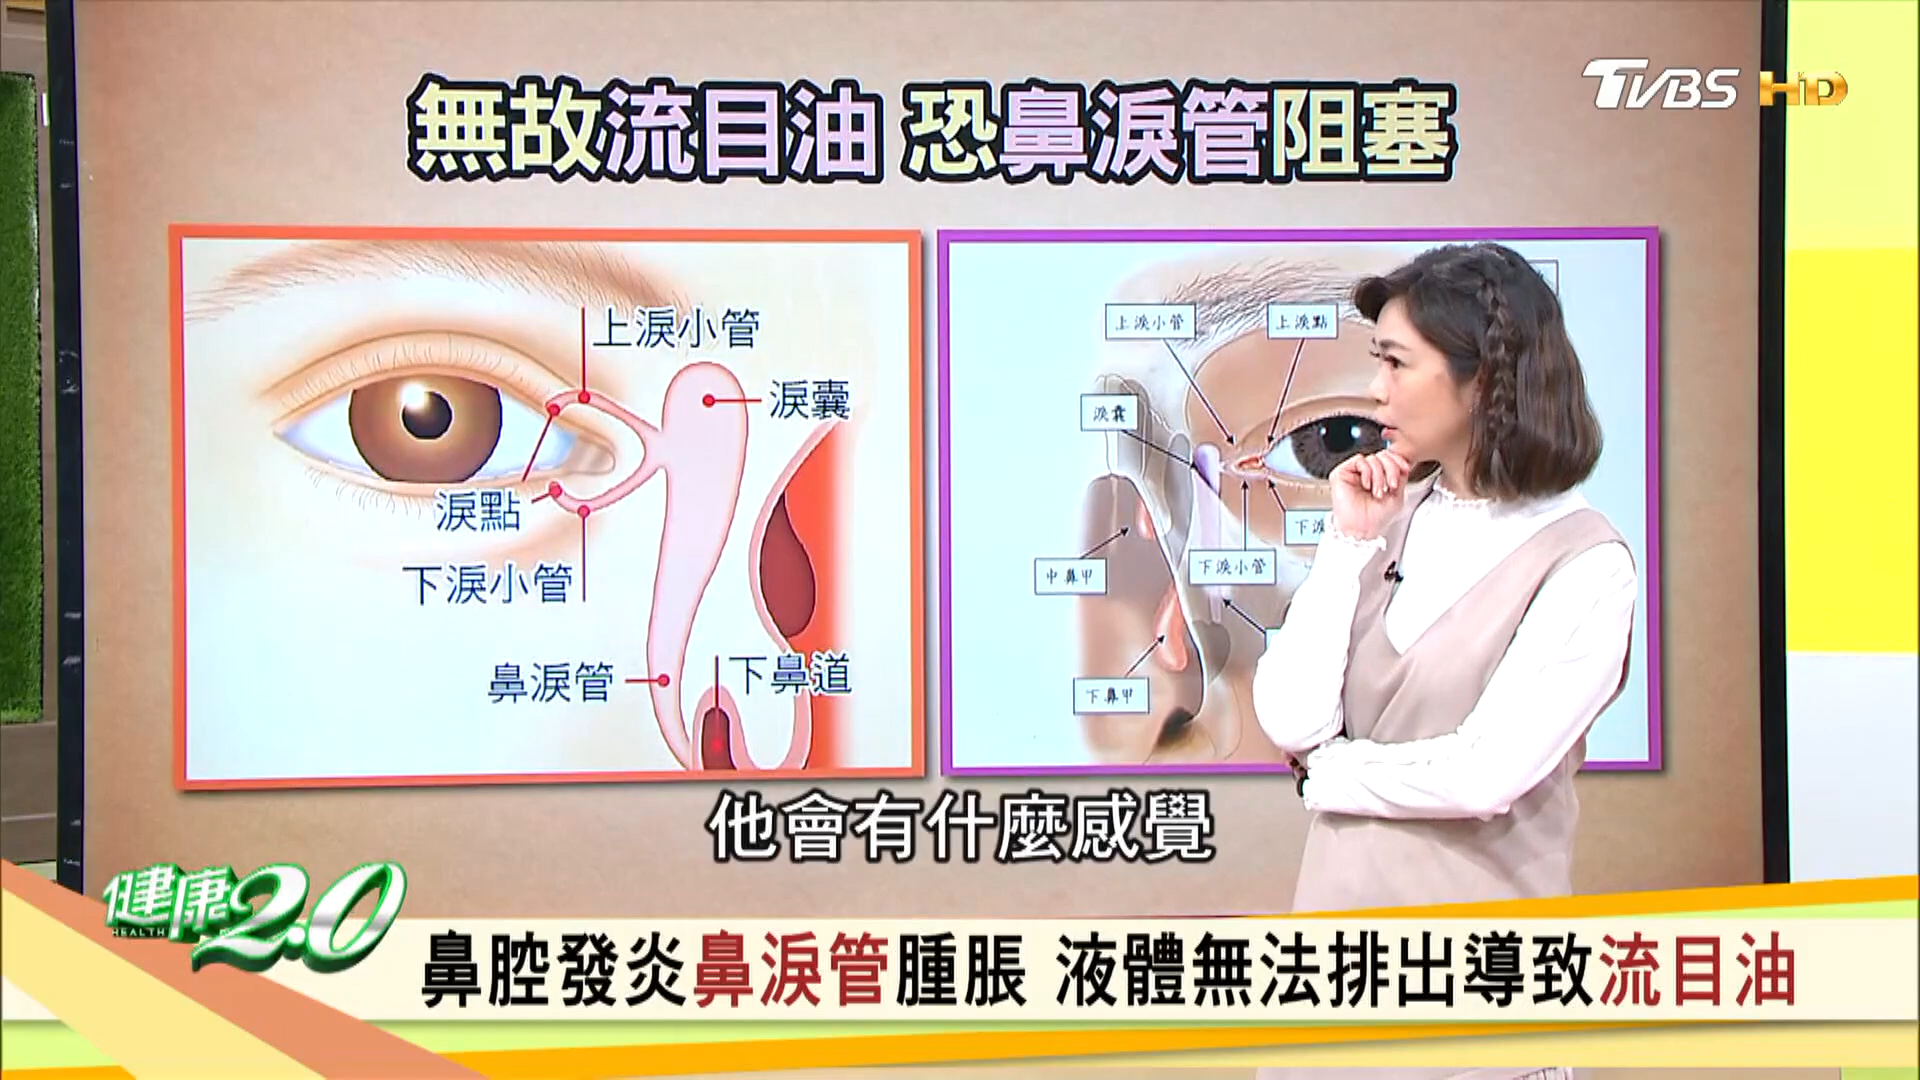 TVBS HD
無故流目油 恐鼻淚管阻塞
上淚小管
淚囊
淚點
下淚小管
鼻淚管
下鼻道
上淚小管
上淚點
淚囊
中鼻甲
下淚小管
下鼻甲
他會有什麼感覺
健康2.0
HEALTH
鼻腔發炎鼻淚管腫脹 液體無法排出導致流目油